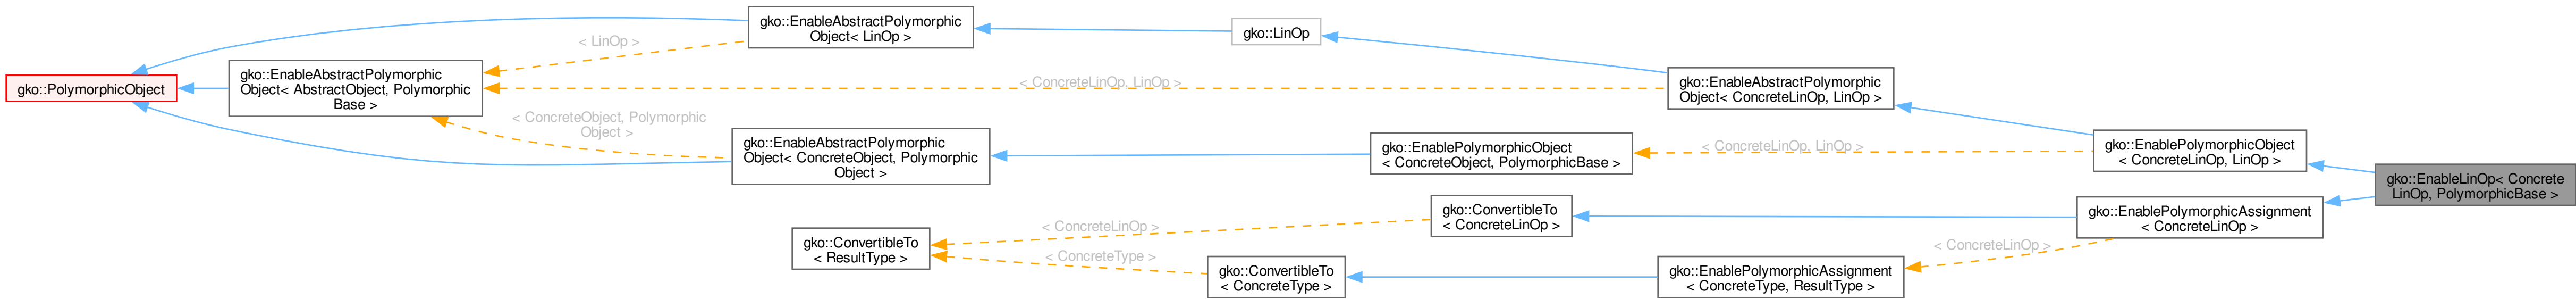 gko::EnableAbstractPolymorphic
Object< LinOp >
< LinOp >
gko::LinOp
gko::PolymorphicObject
gko::EnableAbstractPolymorphic
Object< AbstractObject, Polymorphic
Base >
< ConcreteLinOp, LinOp >
gko::EnableAbstractPolymorphic
Object< ConcreteLinOp, LinOp >
< ConcreteObject, Polymorphic
Object >
gko::EnableAbstractPolymorphic
Object< ConcreteObject, Polymorphic
Object >
gko::EnablePolymorphicObject
< ConcreteObject, PolymorphicBase >
< ConcreteLinOp, LinOp >
gko::EnablePolymorphicObject
< ConcreteLinOp, LinOp >
gko::EnableLinOp< Concrete
LinOp, PolymorphicBase >
gko::ConvertibleTo
< ConcreteLinOp >
gko::EnablePolymorphicAssignment
< ConcreteLinOp >
< ConcreteLinOp >
gko::ConvertibleTo
< ResultType >
< ConcreteType >
< ConcreteLinOp >
gko::ConvertibleTo
< ConcreteType >
gko::EnablePolymorphicAssignment
< ConcreteType, ResultType >